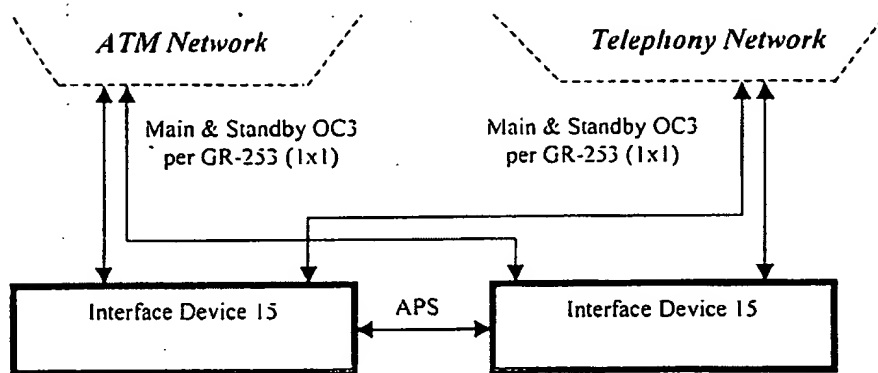 ATM Network
Telephony Network
Main & Standby OC3
per GR-253 (1x1)
Main & Standby OC3
per GR-253 (1x1)
Interface Device 15
APS
Interface Device 15